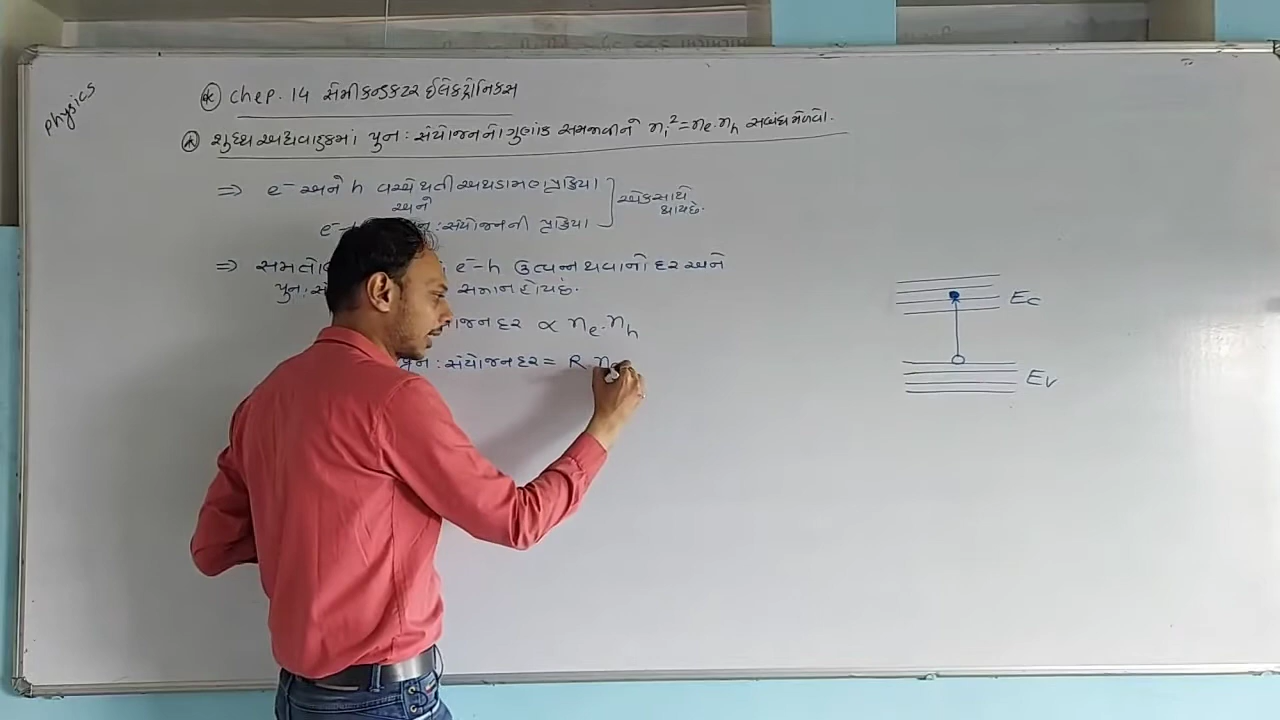 physics
Chep. 14 સેમીકન્ડક્ટર ઈલેક્ટ્રોનિક્સ
શુધ્ધ અર્ધવાહકમાં પુન: સંયોજનનો ગુણાંક સમજાવીને nᵢ² = nₑ.nₕ સબંધ મેળવો.
⇒ e⁻ અને h વચ્ચે થતી અથડામણ પ્રક્રિયા
અને
પુન: સંયોજનની પ્રક્રિયા
એકસાથે
થાય છે.
⇒ e⁻-h ઉત્પન્ન થવાનો દર અને
પુન: સમાન હોય છે.
દર ∝ nₑ.nₕ
પુન: સંયોજન દર = R
Ec
Ev